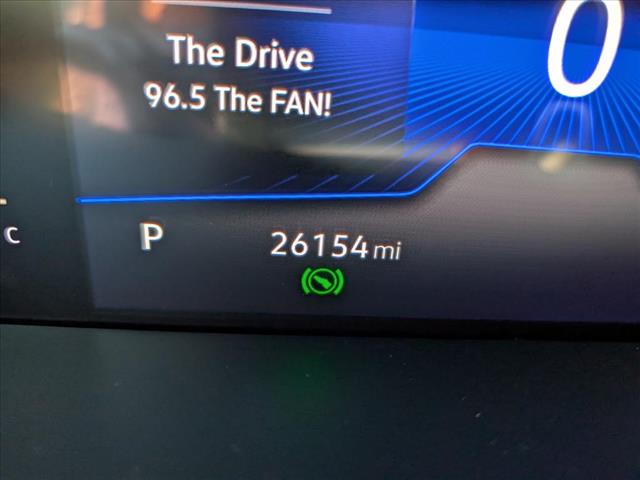 The Drive
96.5 The FAN!
0
C
P
26154 mi